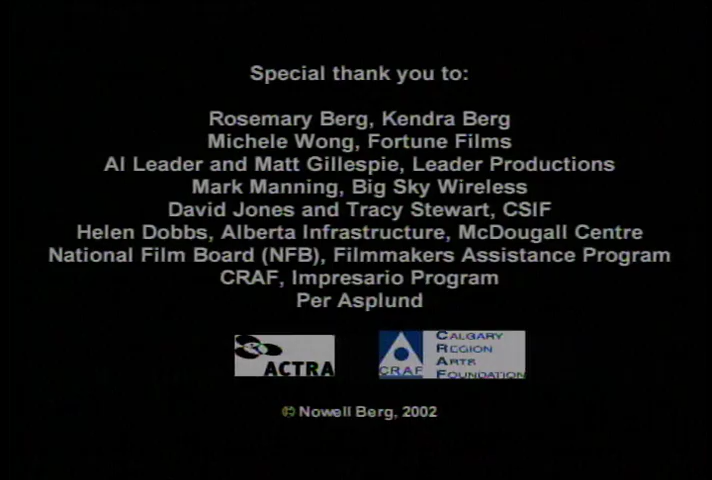 Special thank you to:
Rosemary Berg, Kendra Berg
Michele Wong, Fortune Films
Al Leader and Matt Gillespie, Leader Productions
Mark Manning, Big Sky Wireless
David Jones and Tracy Stewart, CSIF
Helen Dobbs, Alberta Infrastructure, McDougall Centre
National Film Board (NFB), Filmmakers Assistance Program
CRAF, Impresario Program
Per Asplund
ACTRA
CRAF
CALGARY
REGION
ARTS
FOUNDATION
© Nowell Berg, 2002